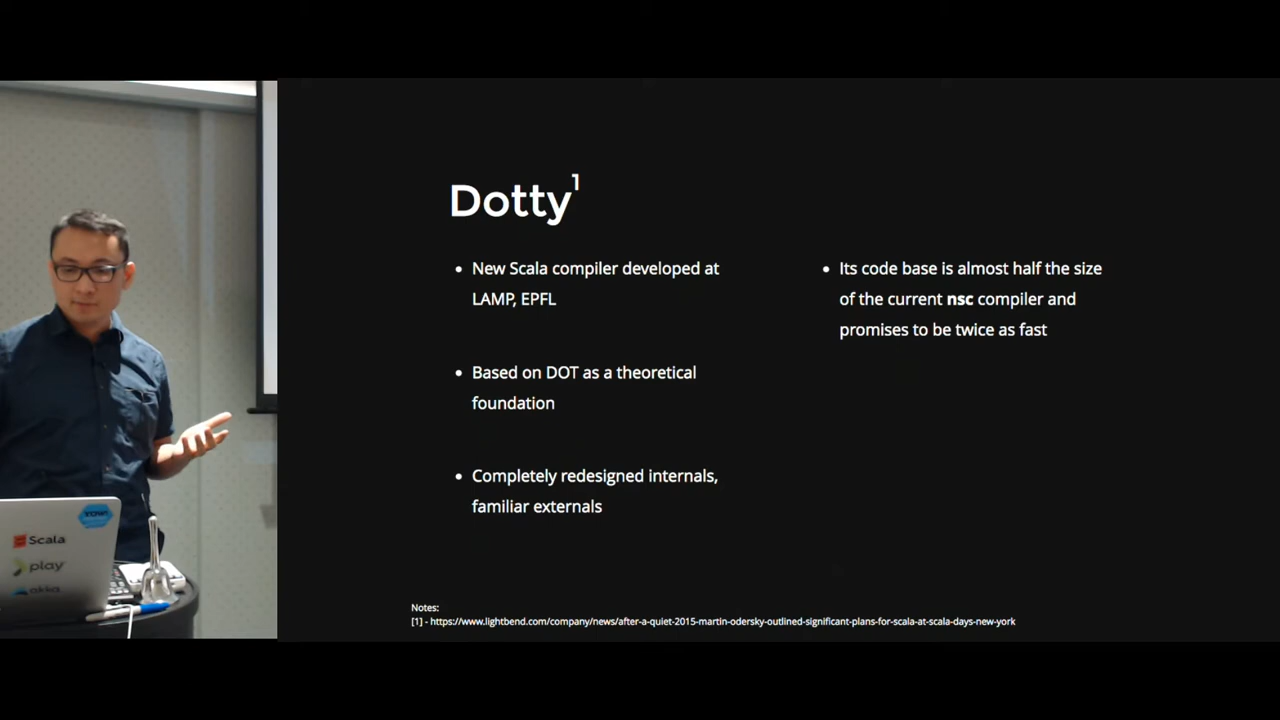 Dotty1
New Scala compiler developed at
LAMP, EPFL
Based on DOT as a theoretical
foundation
Completely redesigned internals,
familiar externals
Its code base is almost half the size
of the current nsc compiler and
promises to be twice as fast
Notes:
[1] - https://www.lightbend.com/company/news/after-a-quiet-2015-martin-odersky-outlined-significant-plans-for-scala-at-scala-days-new-york
Scala
play
akka